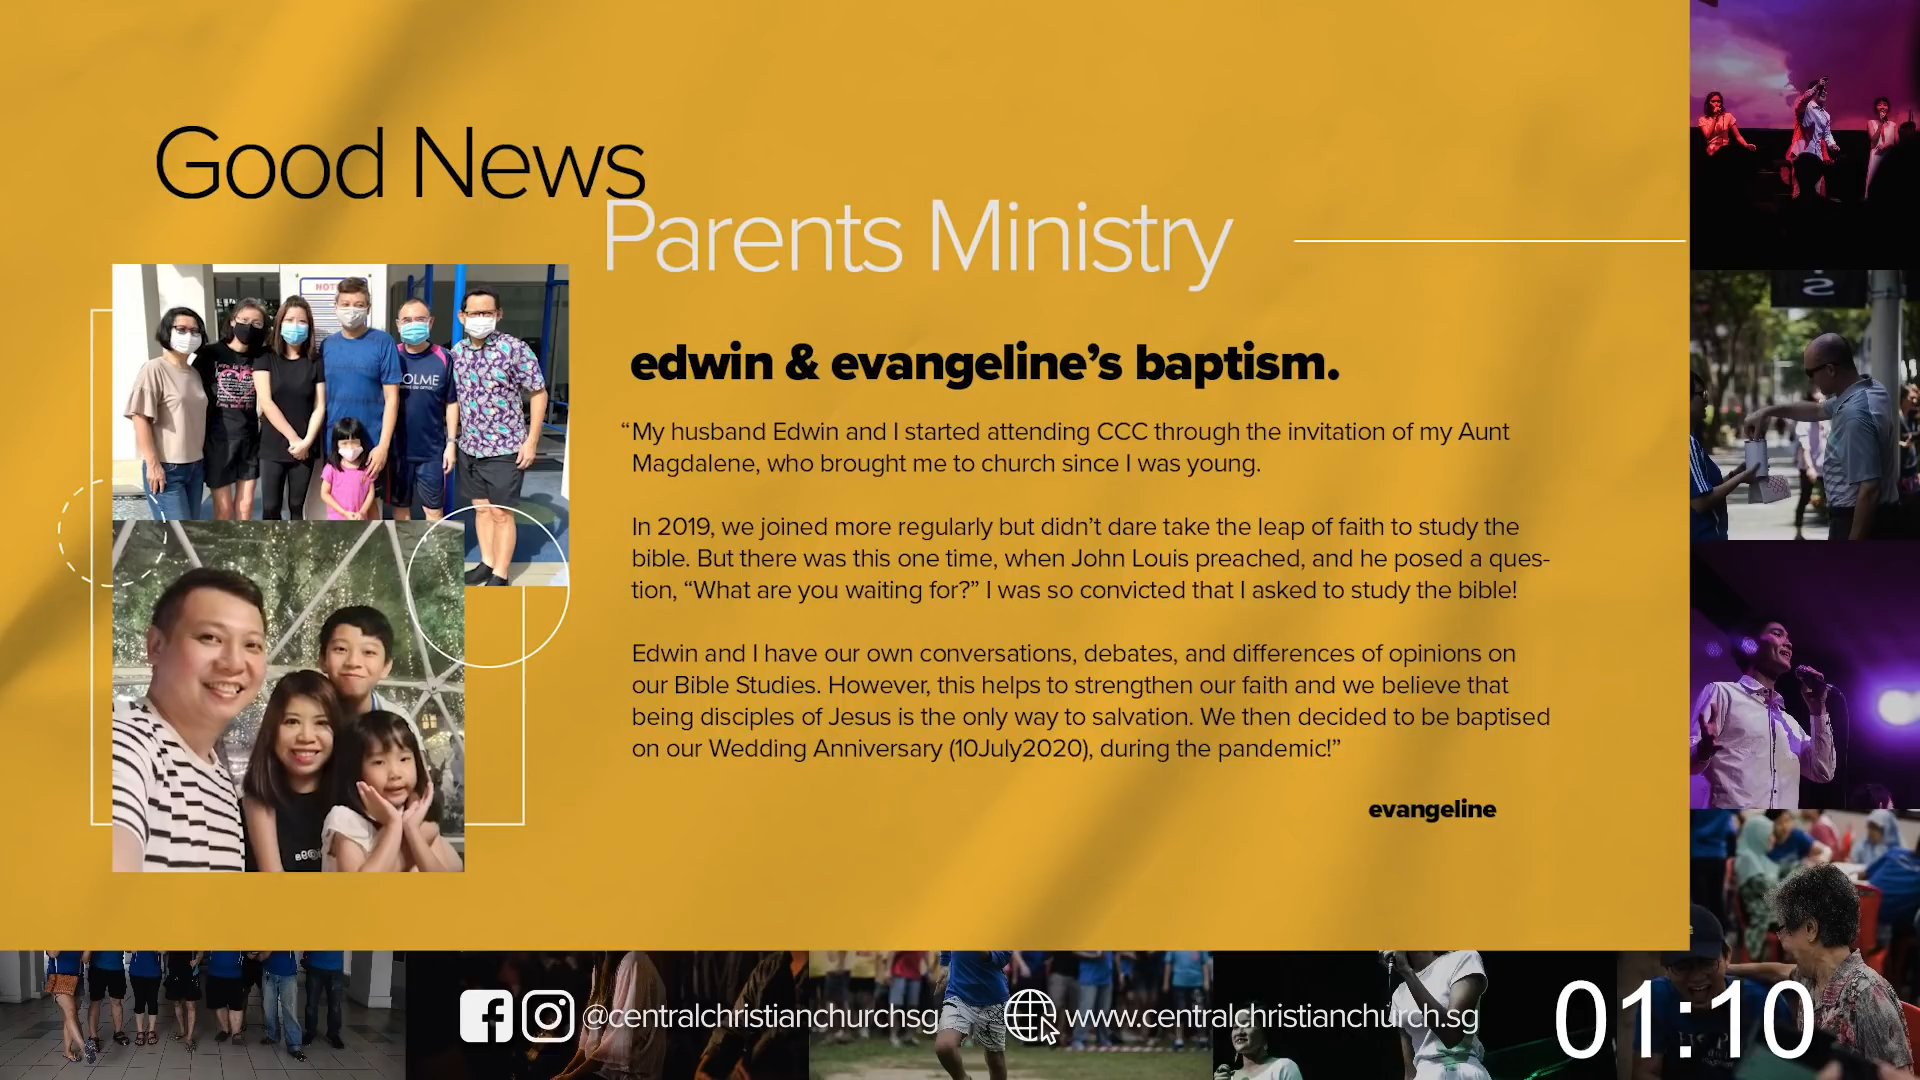 Good News
Parents Ministry
NOT
OLME
edwin & evangeline’s baptism.
“My husband Edwin and I started attending CCC through the invitation of my Aunt
Magdalene, who brought me to church since I was young.
In 2019, we joined more regularly but didn’t dare take the leap of faith to study the
bible. But there was this one time, when John Louis preached, and he posed a ques-
tion, “What are you waiting for?” I was so convicted that I asked to study the bible!
Edwin and I have our own conversations, debates, and differences of opinions on
our Bible Studies. However, this helps to strengthen our faith and we believe that
being disciples of Jesus is the only way to salvation. We then decided to be baptised
on our Wedding Anniversary (10July2020), during the pandemic!”
evangeline
@centralchristianchurchsg
www.centralchristianchurch.sg
01:10